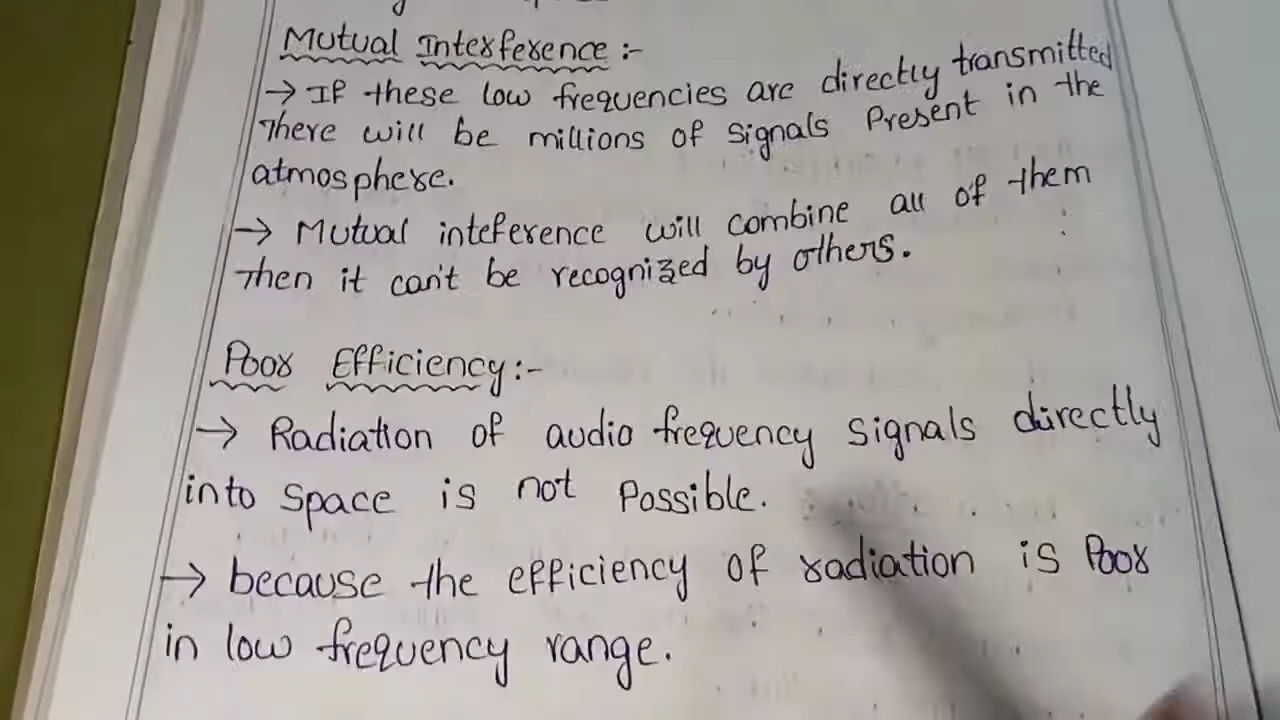 Mutual Interference :-
→ If these low frequencies are directly transmitted
There will be millions of signals Present in the
atmosphere.
→ Mutual inteference will combine all of them
Then it can't be recognized by others.
Poor Efficiency:-
→ Radiation of audio frequency signals directly
into space is not Possible.
→ because the efficiency of radiation is Poor
in low frequency range.